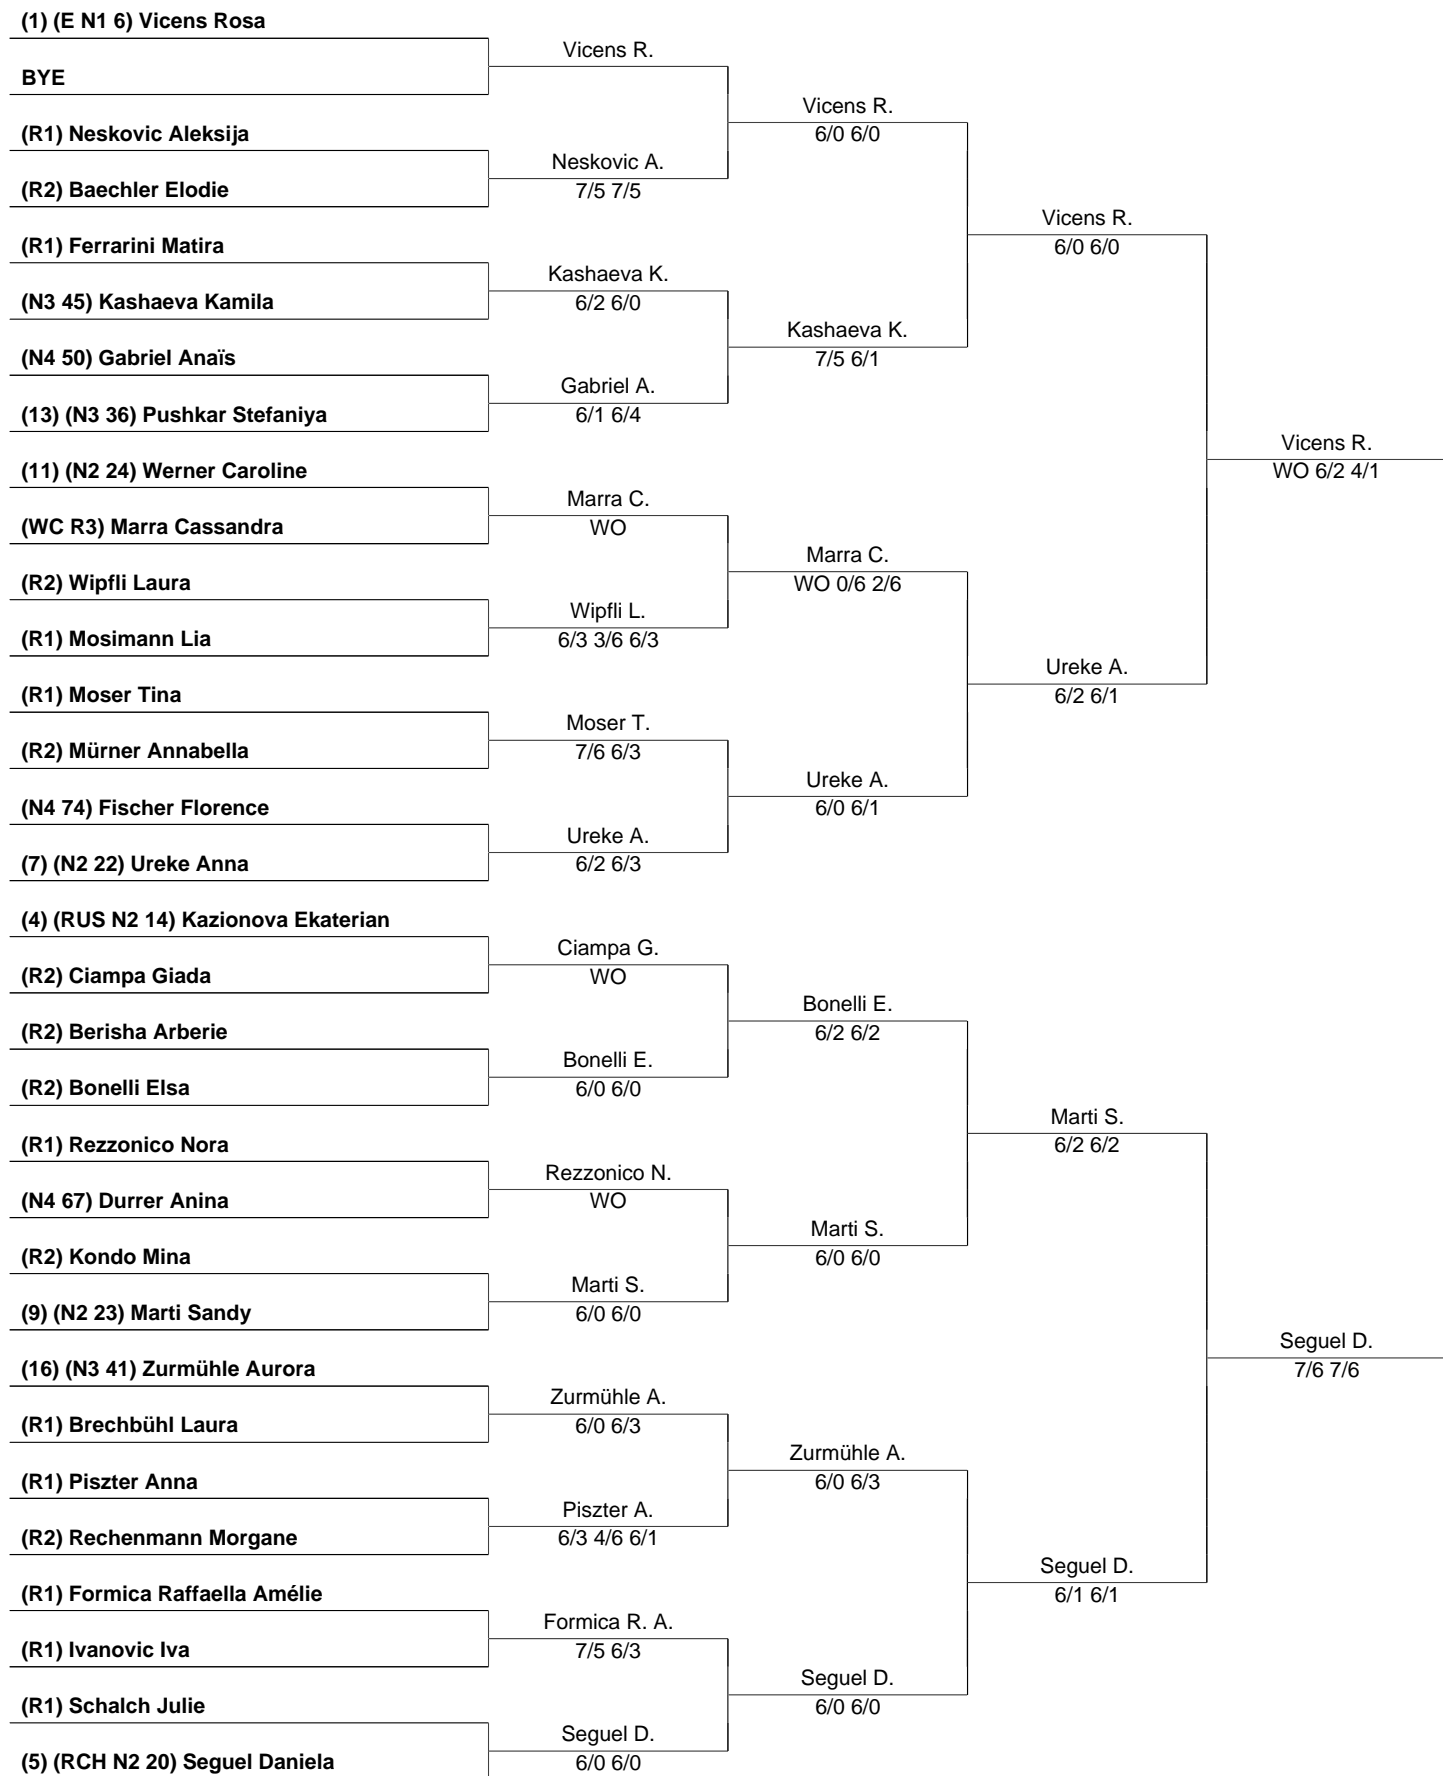 (1) (E N1 6) Vicens Rosa
BYE
(R1) Neskovic Aleksija
(R2) Baechler Elodie
(R1) Ferrarini Matira
(N3 45) Kashaeva Kamila
(N4 50) Gabriel Anaïs
(13) (N3 36) Pushkar Stefaniya
(11) (N2 24) Werner Caroline
(WC R3) Marra Cassandra
(R2) Wipfli Laura
(R1) Mosimann Lia
(R1) Moser Tina
(R2) Mürner Annabella
(N4 74) Fischer Florence
(7) (N2 22) Ureke Anna
(4) (RUS N2 14) Kazionova Ekaterian
(R2) Ciampa Giada
(R2) Berisha Arberie
(R2) Bonelli Elsa
(R1) Rezzonico Nora
(N4 67) Durrer Anina
(R2) Kondo Mina
(9) (N2 23) Marti Sandy
(16) (N3 41) Zurmühle Aurora
(R1) Brechbühl Laura
(R1) Piszter Anna
(R2) Rechenmann Morgane
(R1) Formica Raffaella Amélie
(R1) Ivanovic Iva
(R1) Schalch Julie
(5) (RCH N2 20) Seguel Daniela
Vicens R.
Neskovic A.
7/5 7/5
Kashaeva K.
6/2 6/0
Gabriel A.
6/1 6/4
Marra C.
WO
Wipfli L.
6/3 3/6 6/3
Moser T.
7/6 6/3
Ureke A.
6/2 6/3
Ciampa G.
WO
Bonelli E.
6/0 6/0
Rezzonico N.
WO
Marti S.
6/0 6/0
Zurmühle A.
6/0 6/3
Piszter A.
6/3 4/6 6/1
Formica R. A.
7/5 6/3
Seguel D.
6/0 6/0
Vicens R.
6/0 6/0
Kashaeva K.
7/5 6/1
Marra C.
WO 0/6 2/6
Ureke A.
6/0 6/1
Bonelli E.
6/2 6/2
Marti S.
6/0 6/0
Zurmühle A.
6/0 6/3
Seguel D.
6/0 6/0
Vicens R.
6/0 6/0
Ureke A.
6/2 6/1
Marti S.
6/2 6/2
Seguel D.
6/1 6/1
Vicens R.
WO 6/2 4/1
Seguel D.
7/6 7/6